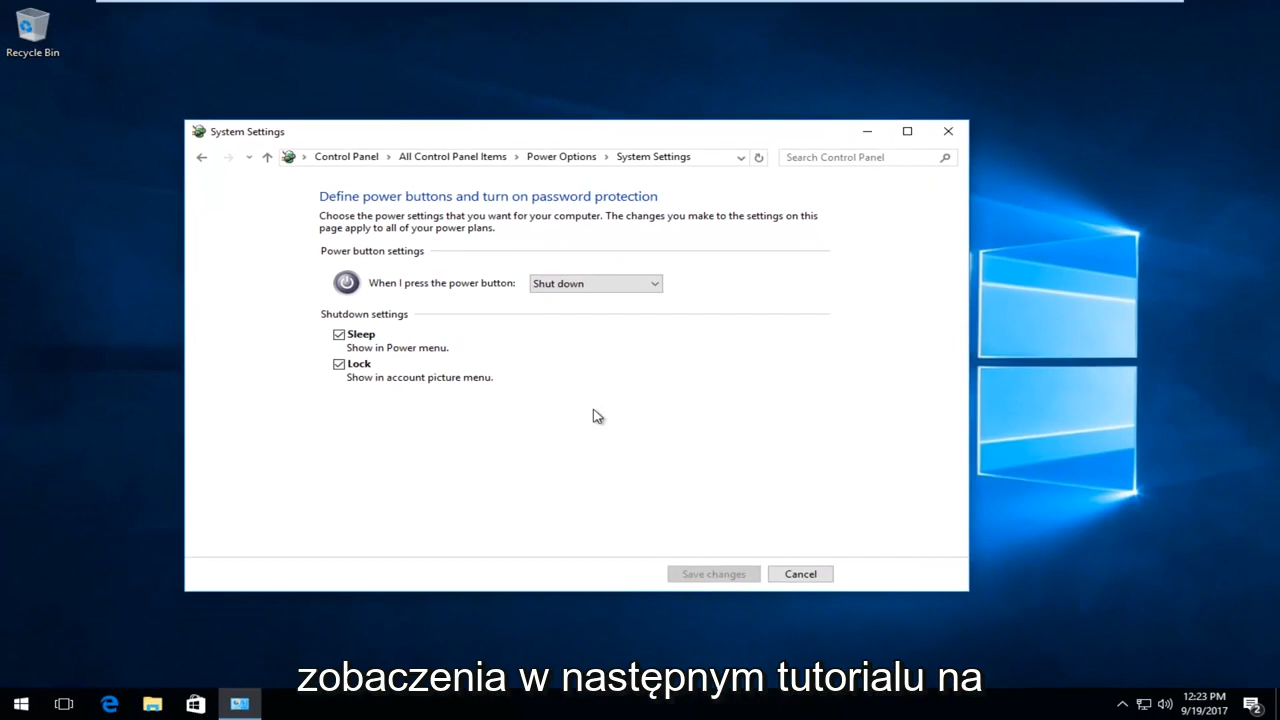 Recycle Bin
System Settings
Control Panel All Control Panel Items Power Options System Settings
Search Control Panel
Define power buttons and turn on password protection
Choose the power settings that you want for your computer. The changes you make to the settings on this
page apply to all of your power plans.
Power button settings
When I press the power button: Shut down
Shutdown settings
Sleep
Show in Power menu.
Lock
Show in account picture menu.
Save changes Cancel
zobaczenia w następnym tutorialu na
12:23 PM
9/19/2017
2